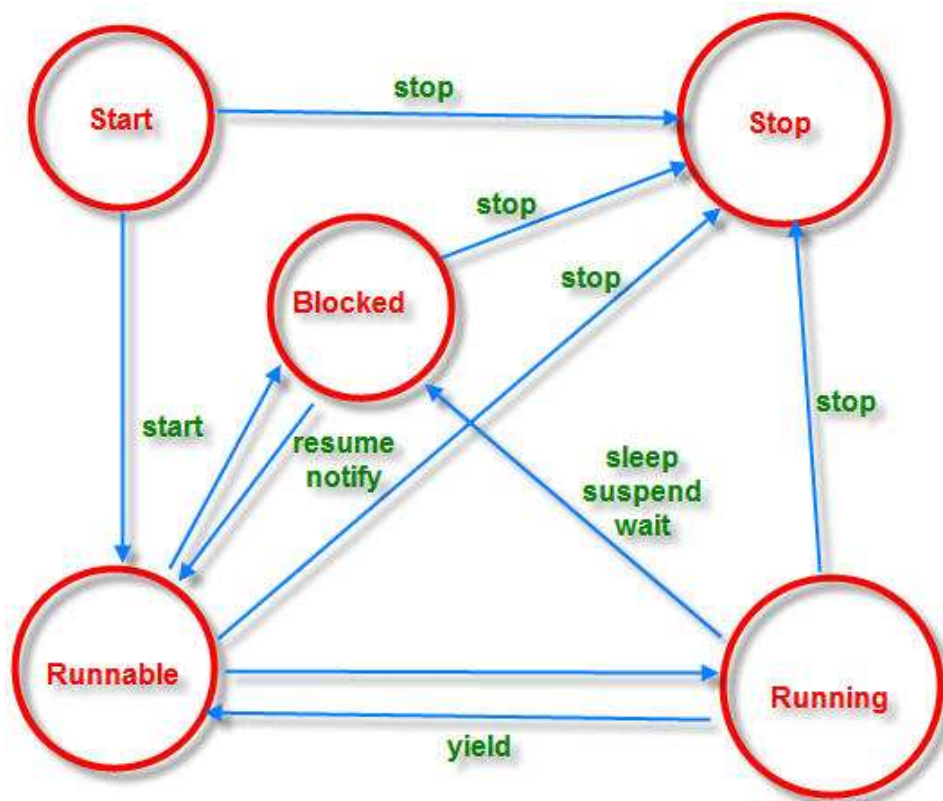 stop
Start
Stop
stop
stop
Blocked
start
resume
notify
sleep
suspend
wait
stop
Runnable
Running
yield